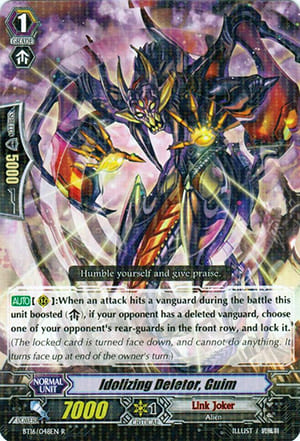 1
GRADE
5000
Humble yourself and give praise.
AUTO [ ]:When an attack hits a vanguard during the battle this
unit boosted ( ), if your opponent has a deleted vanguard, choose
one of your opponent's rear-guards in the front row, and lock it.
(The locked card is turned face down, and cannot do anything. It
turns face up at end of the owner's turn.)
Idolizing Deletor, Guim
NORMAL
UNIT
7000
1
CRITICAL
Link Joker
Alien
BT16/048EN R
ILLUST